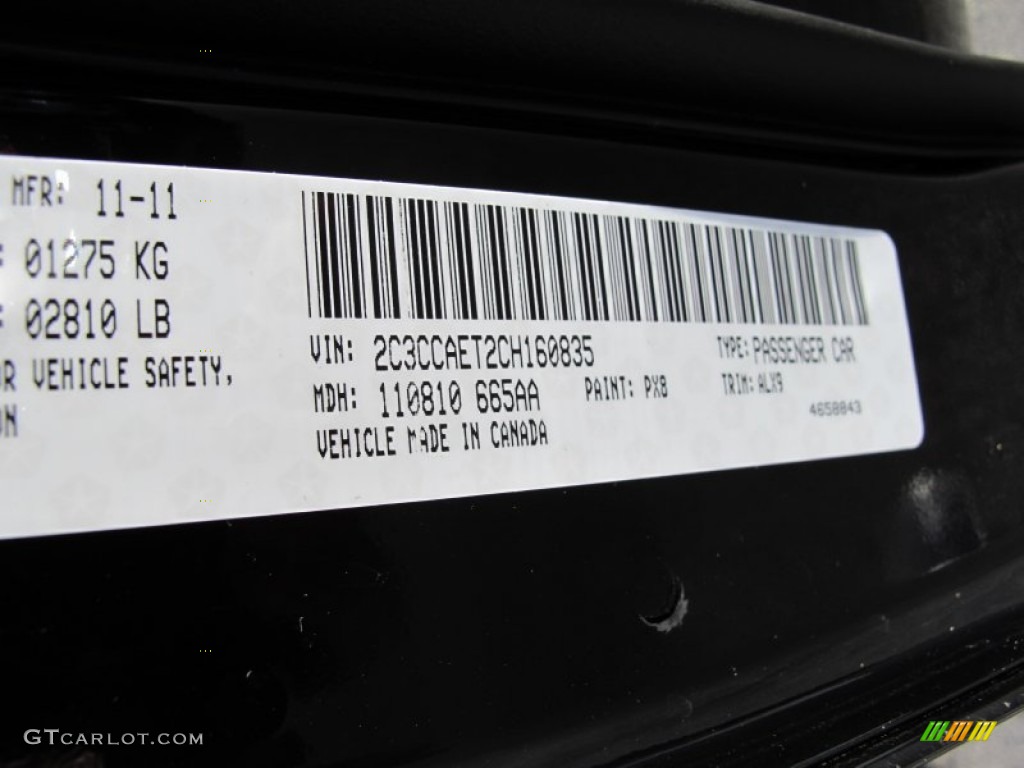 MFR: 11-11
01275 KG
02810 LB
R VEHICLE SAFETY,
N
VIN: 2C3CCAET2CH160835
TYPE: PASSENGER CAR
MDH: 110810 665AA
PAINT: PX8
TRIM: ALX9
VEHICLE MADE IN CANADA
4658843
GTCARLOT.COM